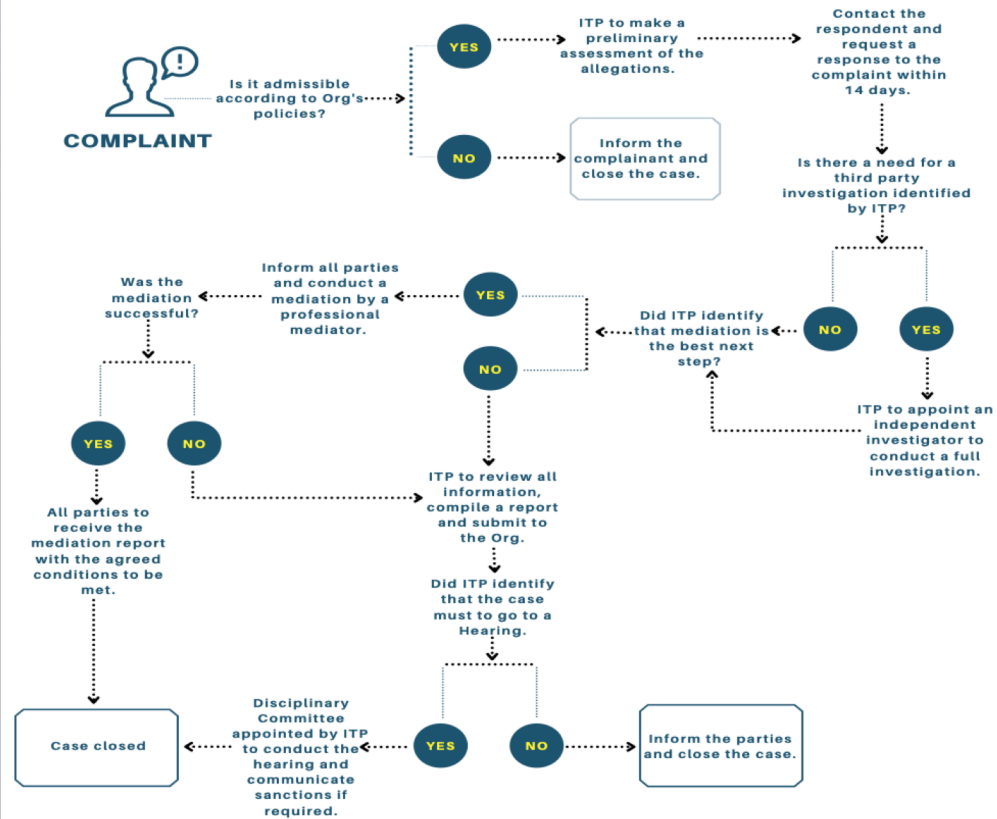 COMPLAINT
Is it admissible
according to Org's
policies?
YES
NO
ITP to make a
preliminary
assessment of the
allegations.
Inform the
complainant and
close the case.
Contact the
respondent and
request a
response to the
complaint within
14 days.
Is there a need for a
third party
investigation identified
by ITP?
NO
YES
ITP to appoint an
independent
investigator to
conduct a full
investigation.
Did ITP identify
that mediation is
the best next
step?
YES
NO
Inform all parties
and conduct a
mediation by a
professional
mediator.
Was the
mediation
successful?
YES
NO
All parties to
receive the
mediation report
with the agreed
conditions to be
met.
ITP to review all
information,
compile a report
and submit to
the Org.
Did ITP identify
that the case
must to go to a
Hearing.
YES
NO
Disciplinary
Committee
appointed by ITP
to conduct the
hearing and
communicate
sanctions if
required.
Case closed
Inform the parties
and close the case.